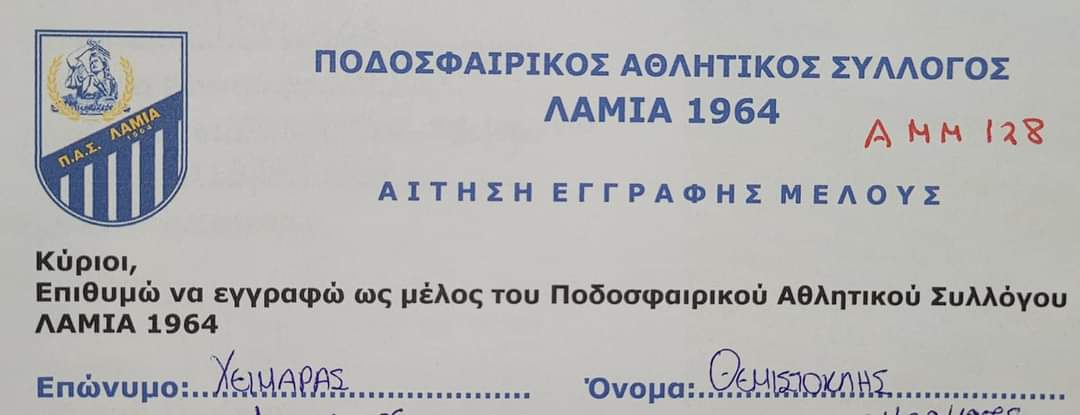 Π.Α.Σ. ΛΑΜΙΑ
1964
ΠΟΔΟΣΦΑΙΡΙΚΟΣ ΑΘΛΗΤΙΚΟΣ ΣΥΛΛΟΓΟΣ
ΛΑΜΙΑ 1964
ΑΜΜ 128
ΑΙΤΗΣΗ ΕΓΓΡΑΦΗΣ ΜΕΛΟΥΣ
Κύριοι,
Επιθυμώ να εγγραφώ ως μέλος του Ποδοσφαιρικού Αθλητικού Συλλόγου
ΛΑΜΙΑ 1964
Επώνυμο:..ΧΕΙΜΑΡΑΣ.................... Όνομα:.ΘΕΜΙΣΤΟΚΛΗΣ....................